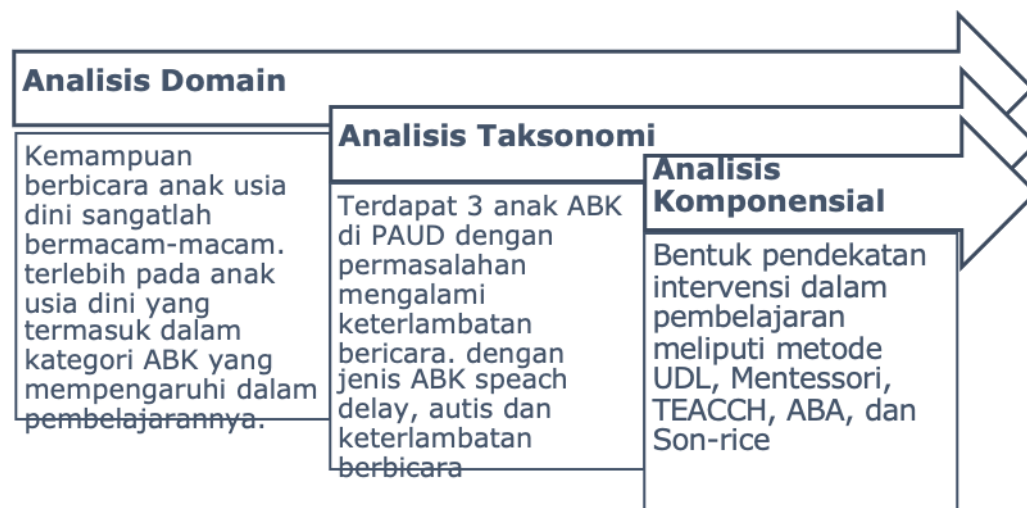 Analisis Domain
Kemampuan
berbicara anak usia
dini sangatlah
bermacam-macam.
terlebih pada anak
usia dini yang
termasuk dalam
kategori ABK yang
mempengaruhi dalam
pembelajarannya.
Analisis Taksonomi
Terdapat 3 anak ABK
di PAUD dengan
permasalahan
mengalami
keterlambatan
bericara. dengan
jenis ABK speach
delay, autis dan
keterlambatan
berbicara
Analisis
Komponensial
Bentuk pendekatan
intervensi dalam
pembelajaran
meliputi metode
UDL, Mentessori,
TEACCH, ABA, dan
Son-rice